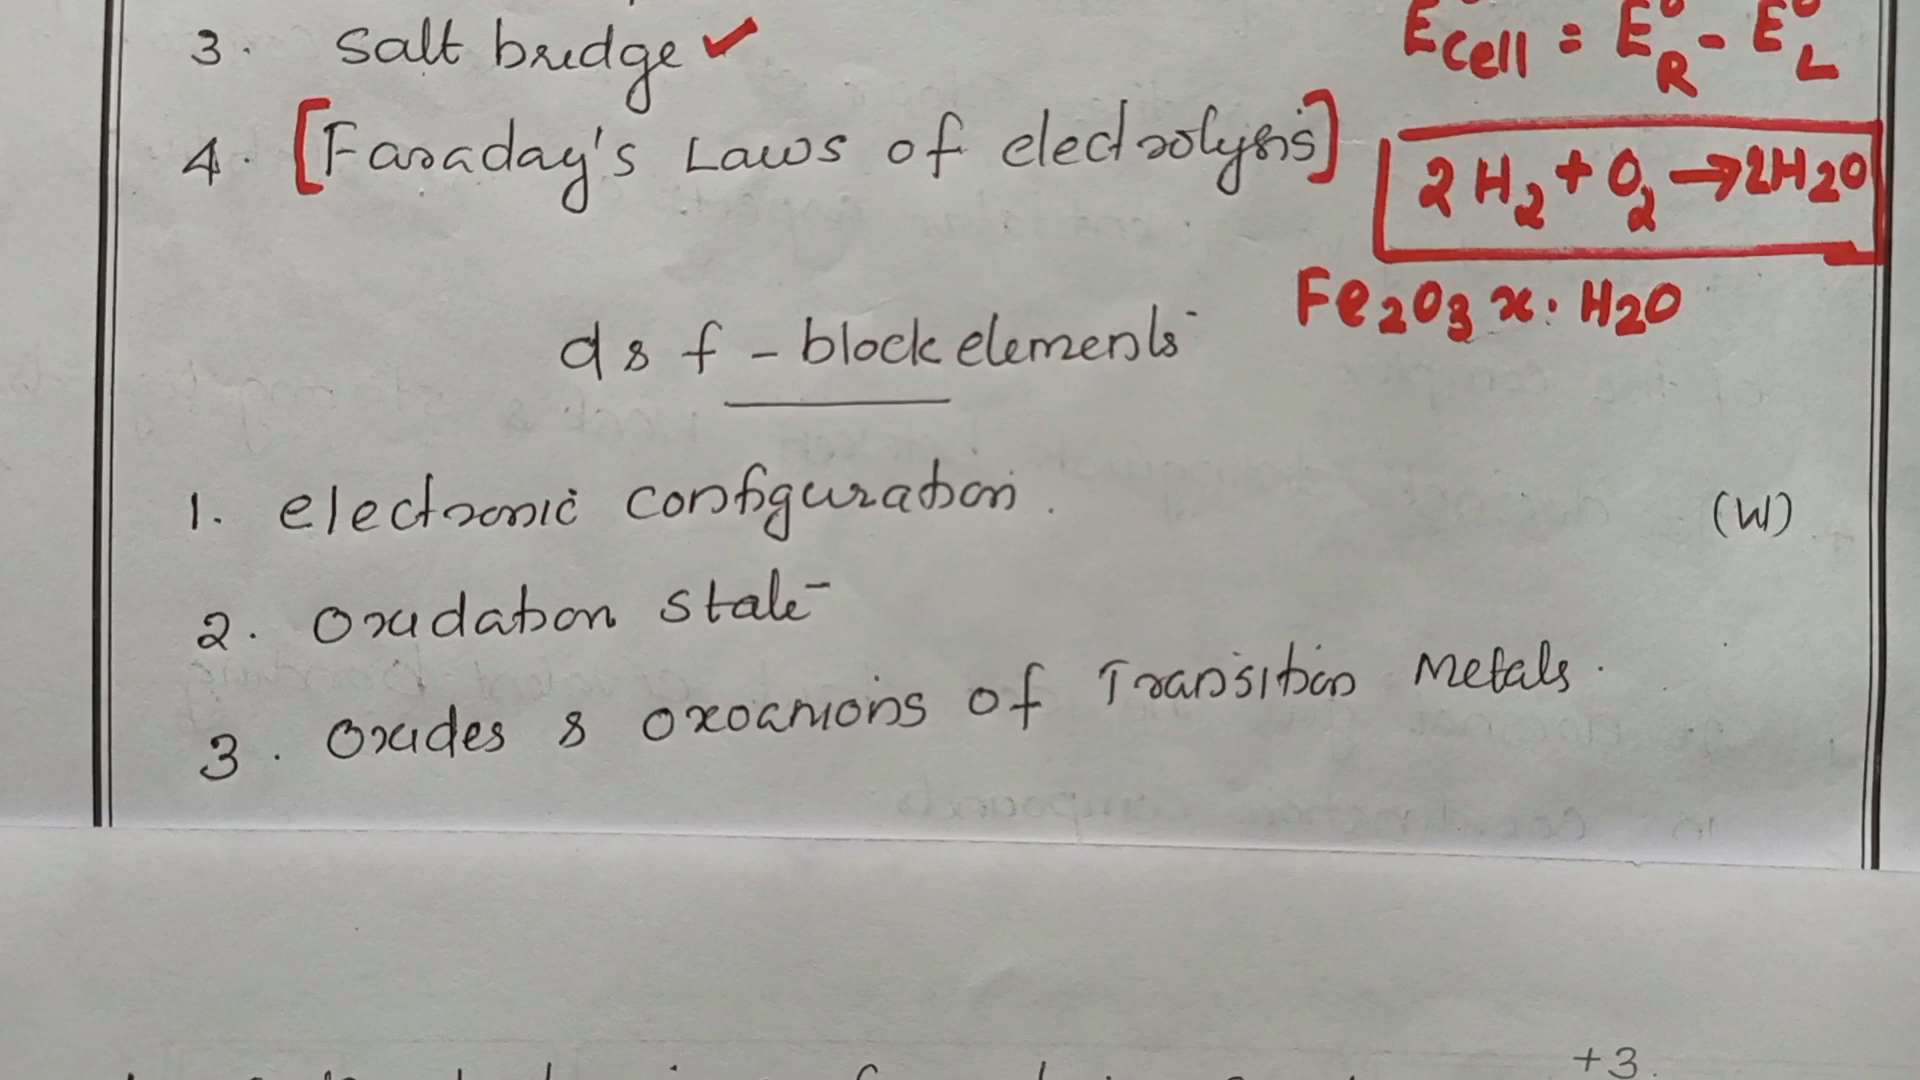 3. Salt bridge ✓
E°cell = E°R - E°L
4. [Faraday's Laws of electrolysis]
2H2 + O2 → 2H2O
Fe2O3 x. H2O
d & f - block elements
1. electronic configuration.
(W)
2. Oxidation state
3. Oxides & oxoanions of Transition Metals.
+3.